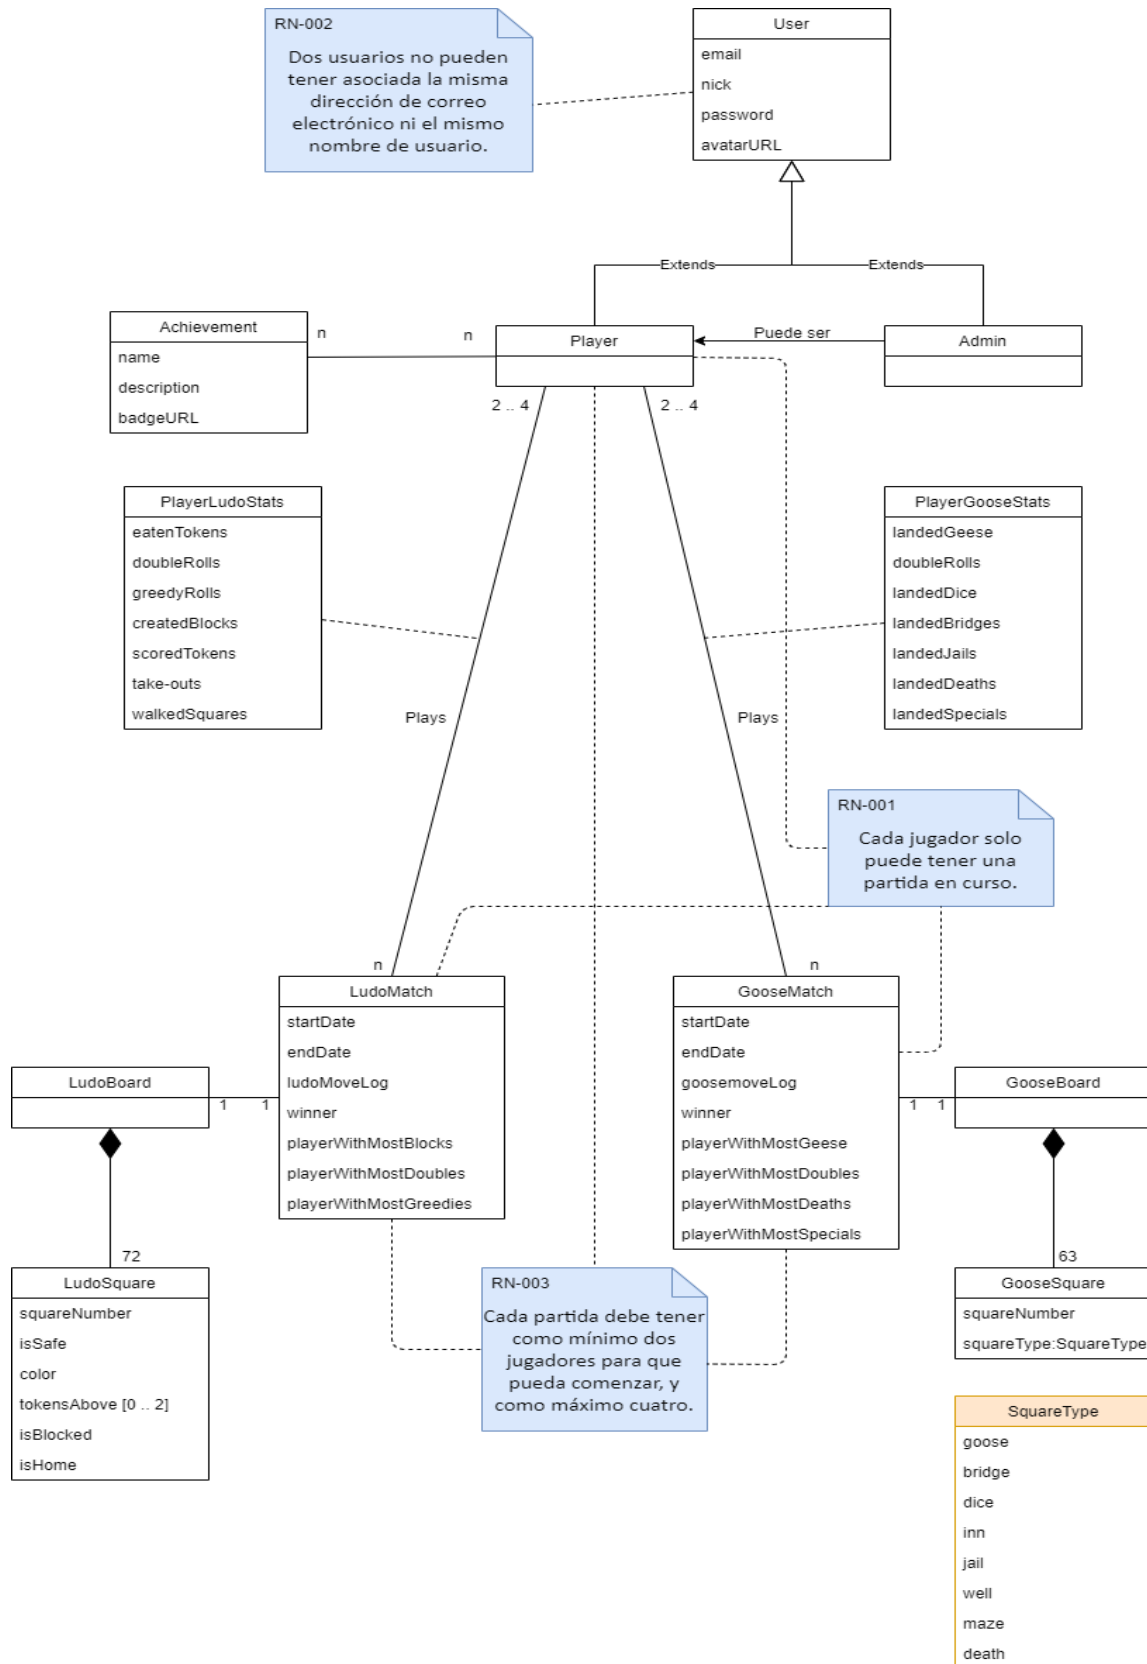 RN-002
Dos usuarios no pueden
tener asociada la misma
dirección de correo
electrónico ni el mismo
nombre de usuario.
User
email
nick
password
avatarURL
Extends
Extends
Achievement
name
description
badgeURL
n
n
Player
Puede ser
Admin
2 .. 4
2 .. 4
PlayerLudoStats
eatenTokens
doubleRolls
greedyRolls
createdBlocks
scoredTokens
take-outs
walkedSquares
PlayerGooseStats
landedGeese
doubleRolls
landedDice
landedBridges
landedJails
landedDeaths
landedSpecials
Plays
Plays
RN-001
Cada jugador solo
puede tener una
partida en curso.
n
n
LudoMatch
startDate
endDate
ludoMoveLog
winner
playerWithMostBlocks
playerWithMostDoubles
playerWithMostGreedies
GooseMatch
startDate
endDate
goosemoveLog
winner
playerWithMostGeese
playerWithMostDoubles
playerWithMostDeaths
playerWithMostSpecials
LudoBoard
1
1
1
1
GooseBoard
72
LudoSquare
squareNumber
isSafe
color
tokensAbove [0 .. 2]
isBlocked
isHome
RN-003
Cada partida debe tener
como mínimo dos
jugadores para que
pueda comenzar, y
como máximo cuatro.
63
GooseSquare
squareNumber
squareType:SquareType
SquareType
goose
bridge
dice
inn
jail
well
maze
death